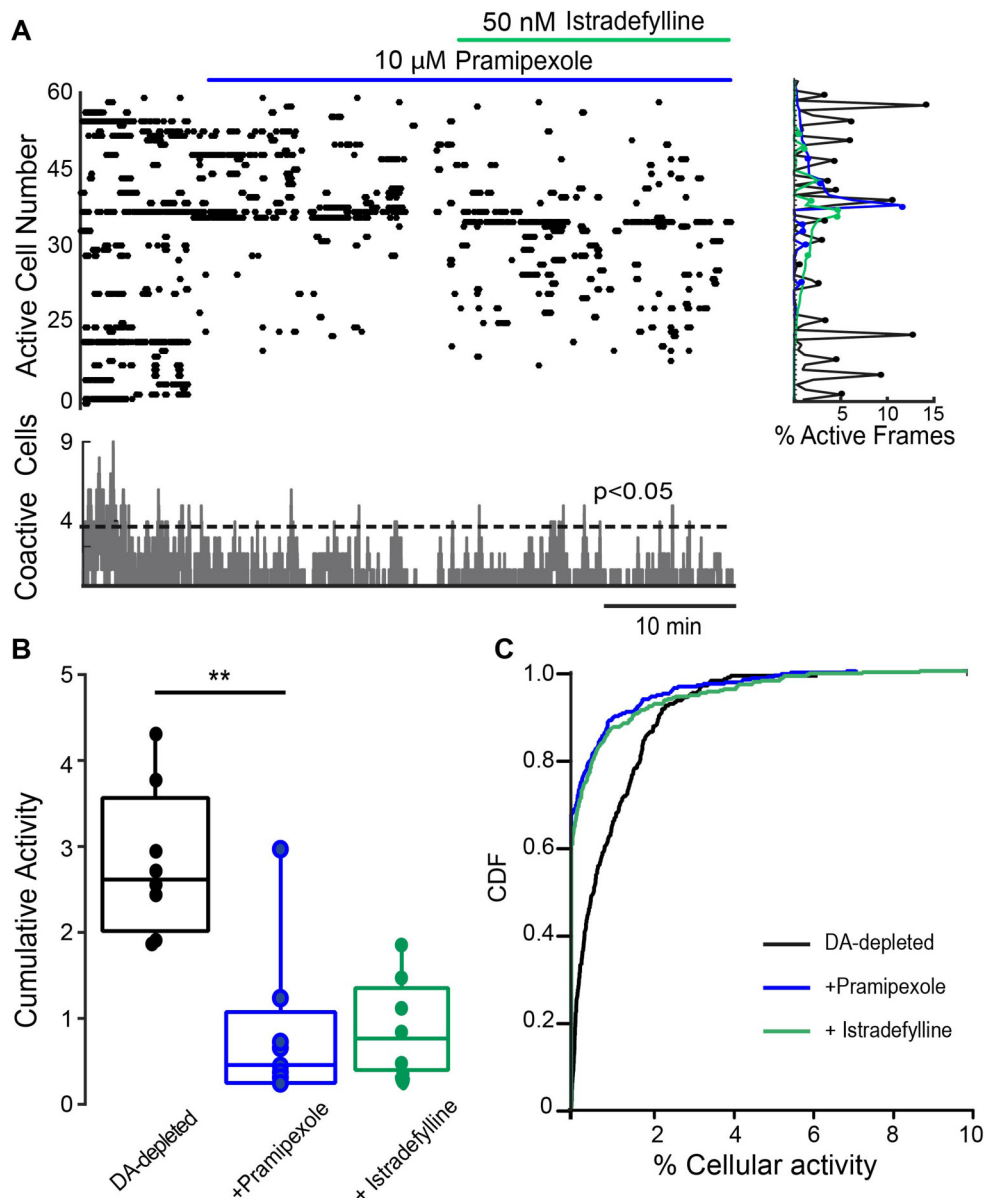 A
50 nM Istradefylline
10 µM Pramipexole
Active Cell Number
60
45
30
25
0
5 10 15
% Active Frames
Coactive Cells
9
4
p<0.05
10 min
B
Cumulative Activity
5
4
3
2
1
0
**
DA-depleted
+Pramipexole
+ Istradefylline
C
CDF
1.0
0.8
0.6
0.4
0.2
0
2 4 6 8 10
% Cellular activity
DA-depleted
+Pramipexole
+ Istradefylline